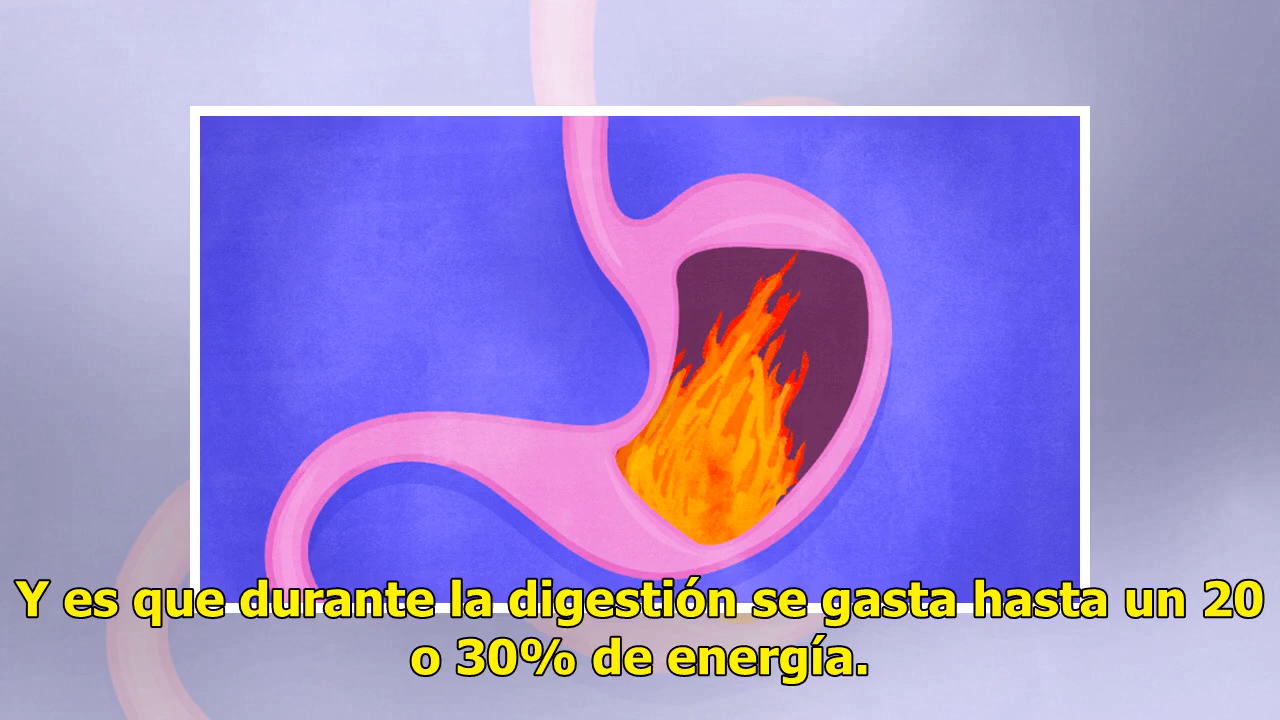 Y es que durante la digestión se gasta hasta un 20
o 30% de energía.